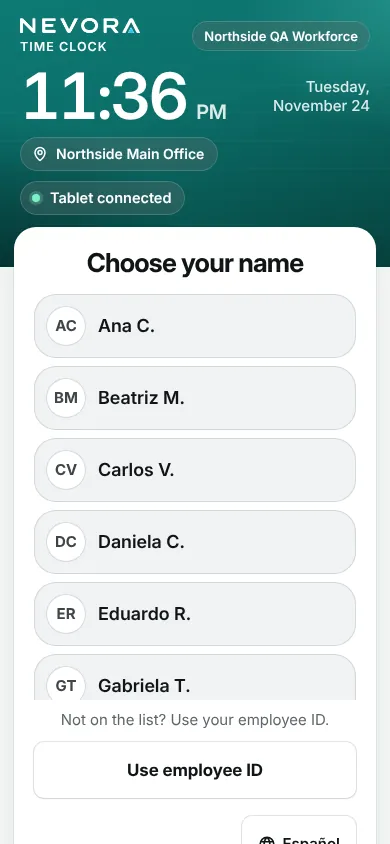 NEVORA
TIME CLOCK
Northside QA Workforce
11:36 PM
Tuesday,
November 24
Northside Main Office
Tablet connected
Choose your name
AC Ana C.
BM Beatriz M.
CV Carlos V.
DC Daniela C.
ER Eduardo R.
GT Gabriela T.
Not on the list? Use your employee ID.
Use employee ID
Español